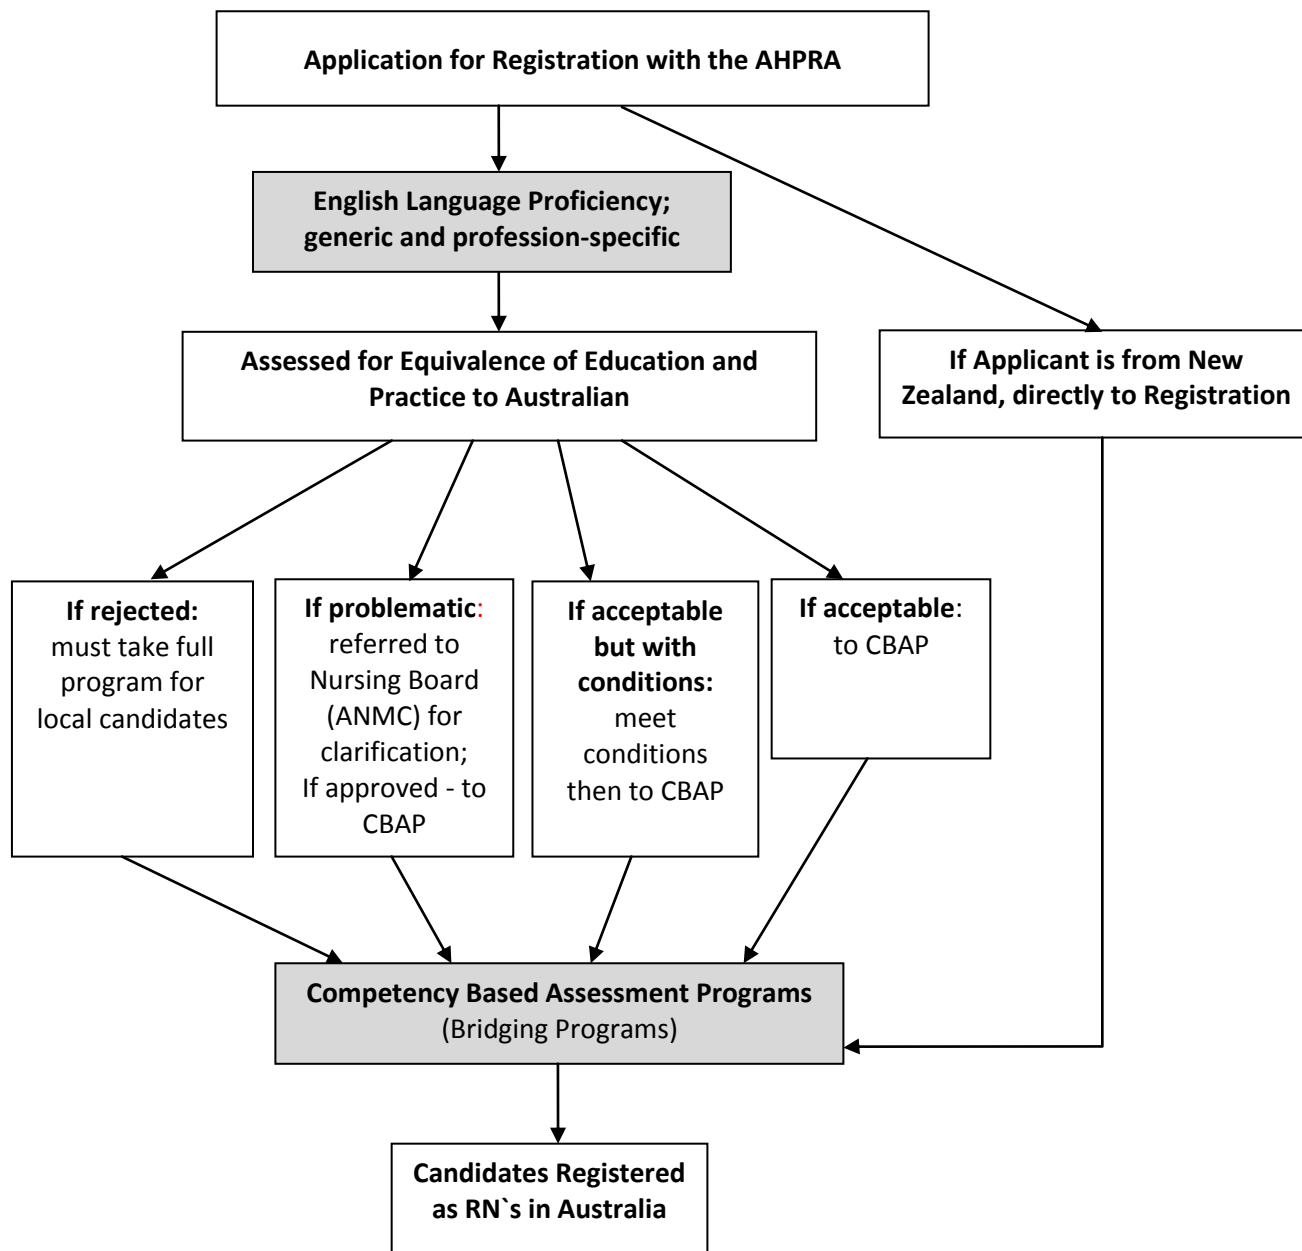 Application for Registration with the AHPRA
English Language Proficiency;
generic and profession-specific
Assessed for Equivalence of Education and
Practice to Australian
If Applicant is from New
Zealand, directly to Registration
If rejected:
must take full
program for
local candidates
If problematic:
referred to
Nursing Board
(ANMC) for
clarification;
If approved - to
CBAP
If acceptable
but with
conditions:
meet
conditions
then to CBAP
If acceptable:
to CBAP
Competency Based Assessment Programs
(Bridging Programs)
Candidates Registered
as RN`s in Australia